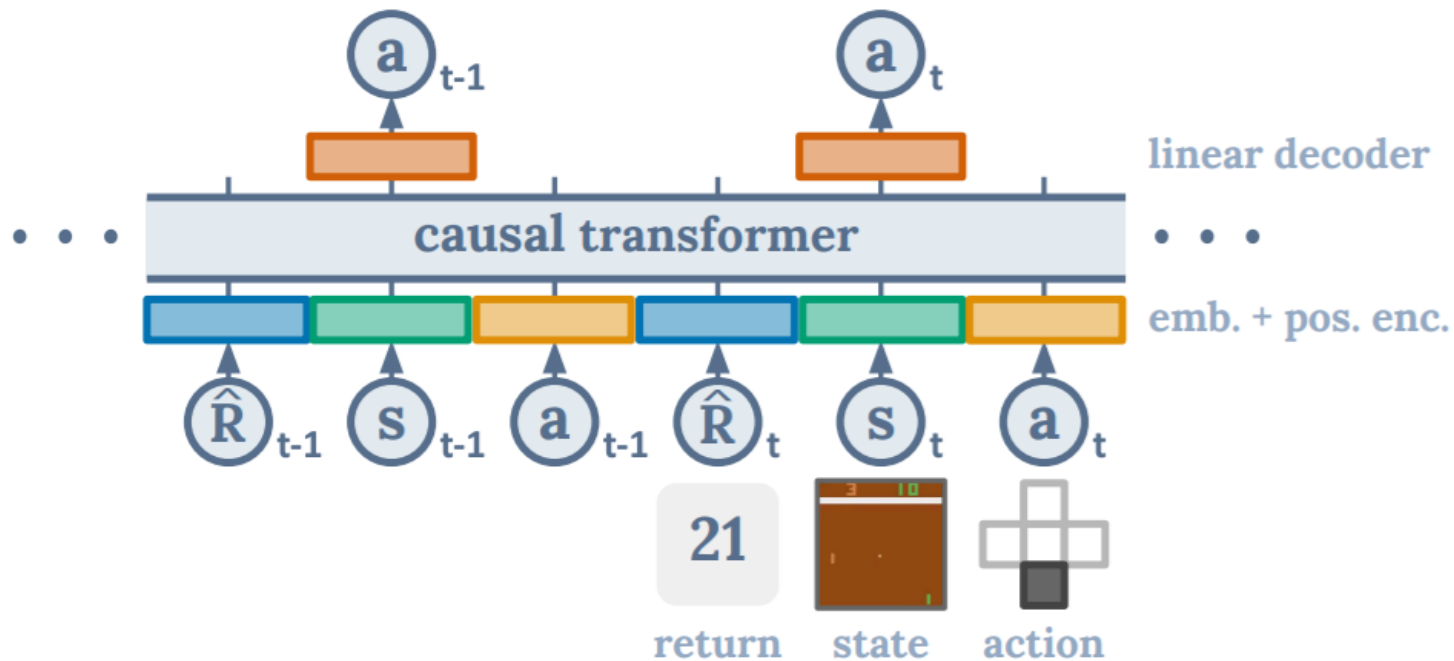 a t-1 a t
linear decoder
• • • causal transformer • • •
emb. + pos. enc.
R̂ t-1 s t-1 a t-1 R̂ t s t a t
3 10
21
return state action